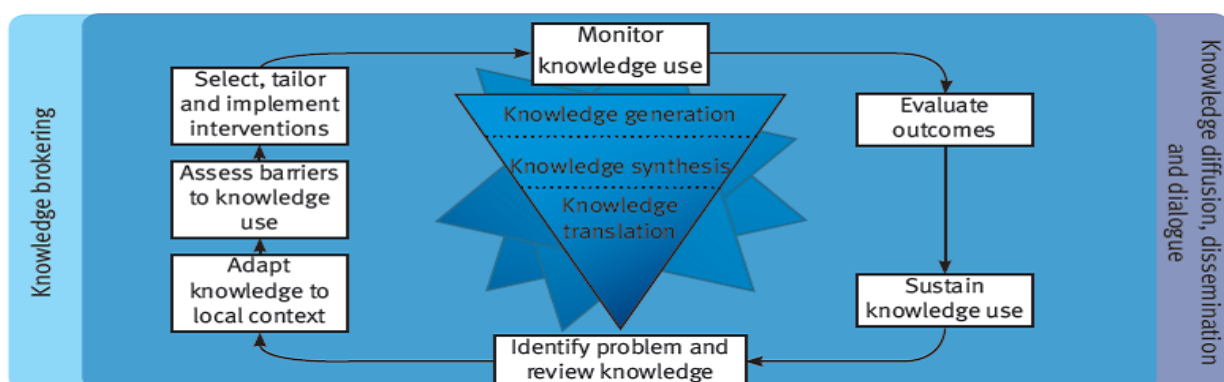 Knowledge brokering
Monitor
knowledge use
Select, tailor
and implement
interventions
Assess barriers
to knowledge
use
Adapt
knowledge to
local context
Knowledge generation
Knowledge synthesis
Knowledge
translation
Evaluate
outcomes
Sustain
knowledge use
Identify problem and
review knowledge
Knowledge diffusion, dissemination
and dialogue